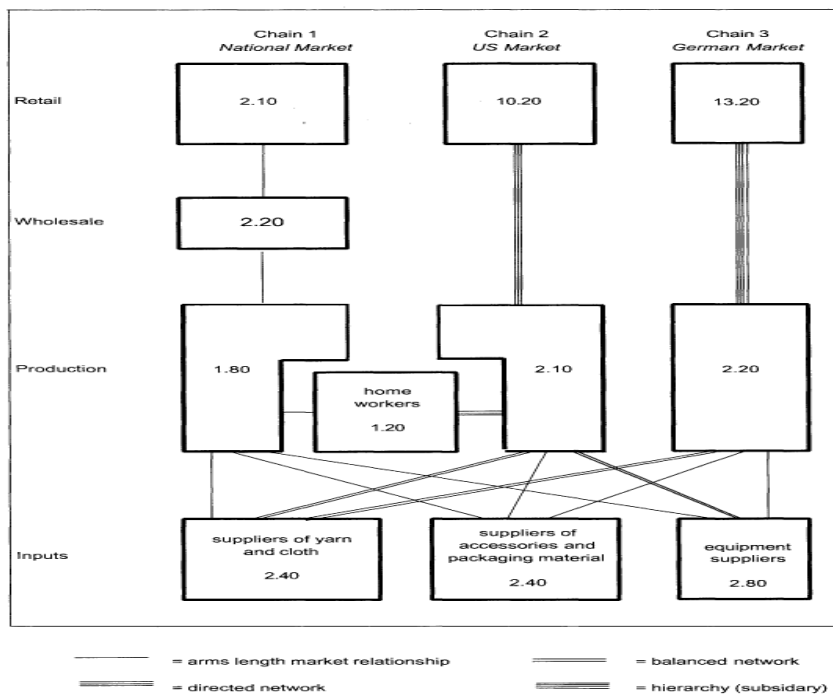 Chain 1
National Market
Chain 2
US Market
Chain 3
German Market
Retail
2.10
10.20
13.20
Wholesale
2.20
Production
1.80
home
workers
1.20
2.10
2.20
Inputs
suppliers of yarn
and cloth
2.40
suppliers of
accessories and
packaging material
2.40
equipment
suppliers
2.80
= arms length market relationship
= balanced network
= directed network
= hierarchy (subsidary)